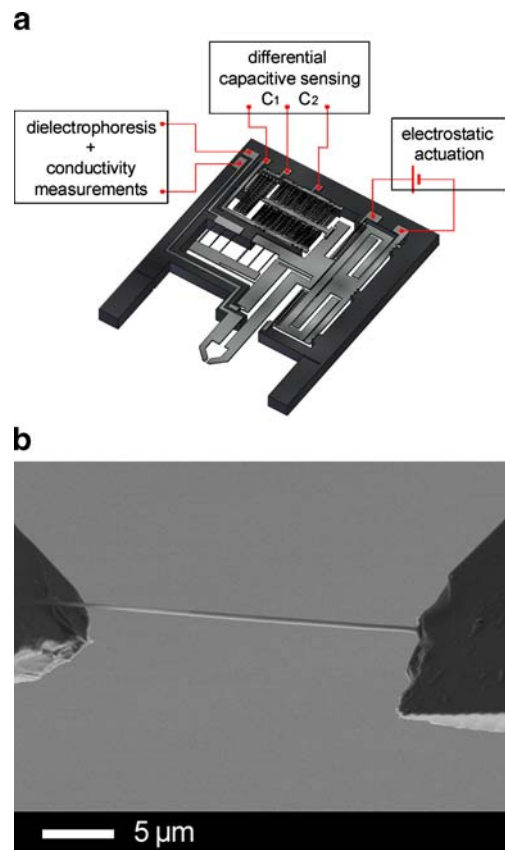 a
differential
capacitive sensing
C1 C2
dielectrophoresis
+
conductivity
measurements
electrostatic
actuation
b
5 μm